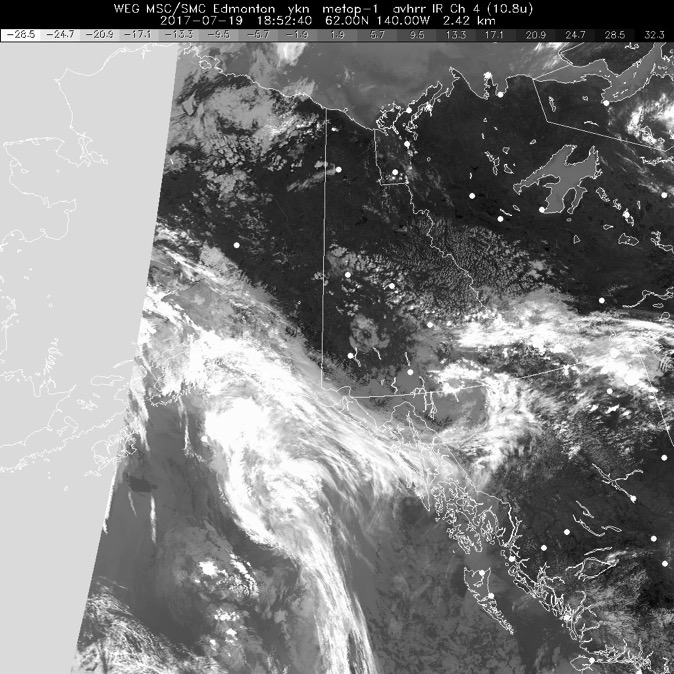 WEG MSC/SMC Edmonton ykn metop-1 avhrr IR Ch 4 (10.8u)
2017-07-19 18:52:40 62.00N 140.00W 2.42 km
-28.5 -24.7 -20.9 -17.1 -13.3 -9.5 -5.7 -1.9 1.9 5.7 9.5 13.3 17.1 20.9 24.7 28.5 32.3